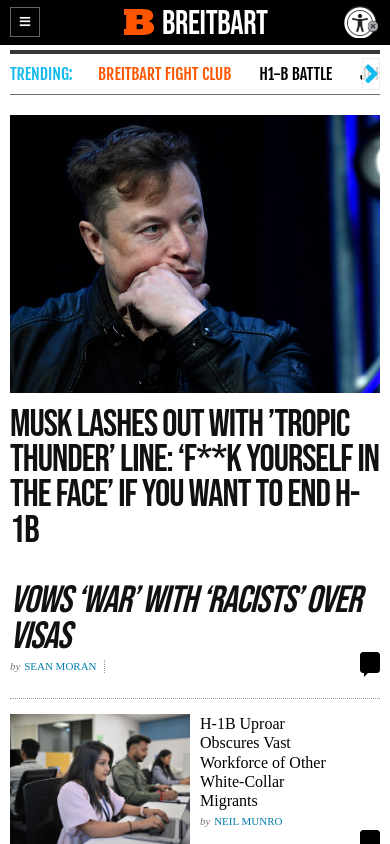 BREITBART
TRENDING: BREITBART FIGHT CLUB H1-B BATTLE
MUSK LASHES OUT WITH ’TROPIC
THUNDER’ LINE: ‘F**K YOURSELF IN
THE FACE’ IF YOU WANT TO END H-
1B
VOWS ‘WAR’ WITH ‘RACISTS’ OVER
VISAS
by SEAN MORAN
H-1B Uproar
Obscures Vast
Workforce of Other
White-Collar
Migrants
by NEIL MUNRO